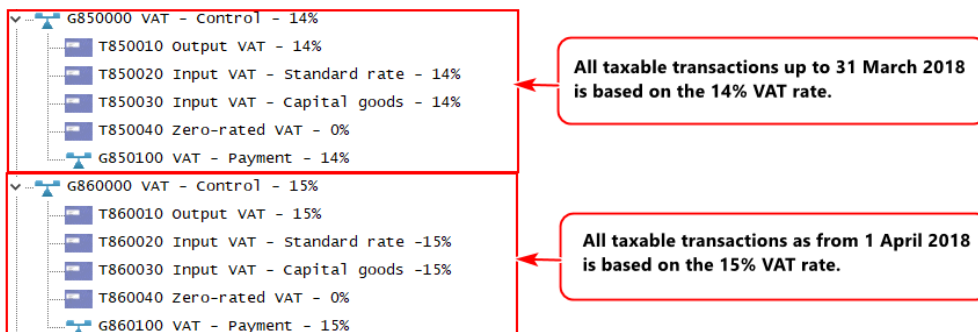 G850000 VAT - Control - 14%
T850010 Output VAT - 14%
T850020 Input VAT - Standard rate - 14%
T850030 Input VAT - Capital goods - 14%
T850040 Zero-rated VAT - 0%
G850100 VAT - Payment - 14%
All taxable transactions up to 31 March 2018
is based on the 14% VAT rate.
G860000 VAT - Control - 15%
T860010 Output VAT - 15%
T860020 Input VAT - Standard rate -15%
T860030 Input VAT - Capital goods -15%
T860040 Zero-rated VAT - 0%
G860100 VAT - Payment - 15%
All taxable transactions as from 1 April 2018
is based on the 15% VAT rate.